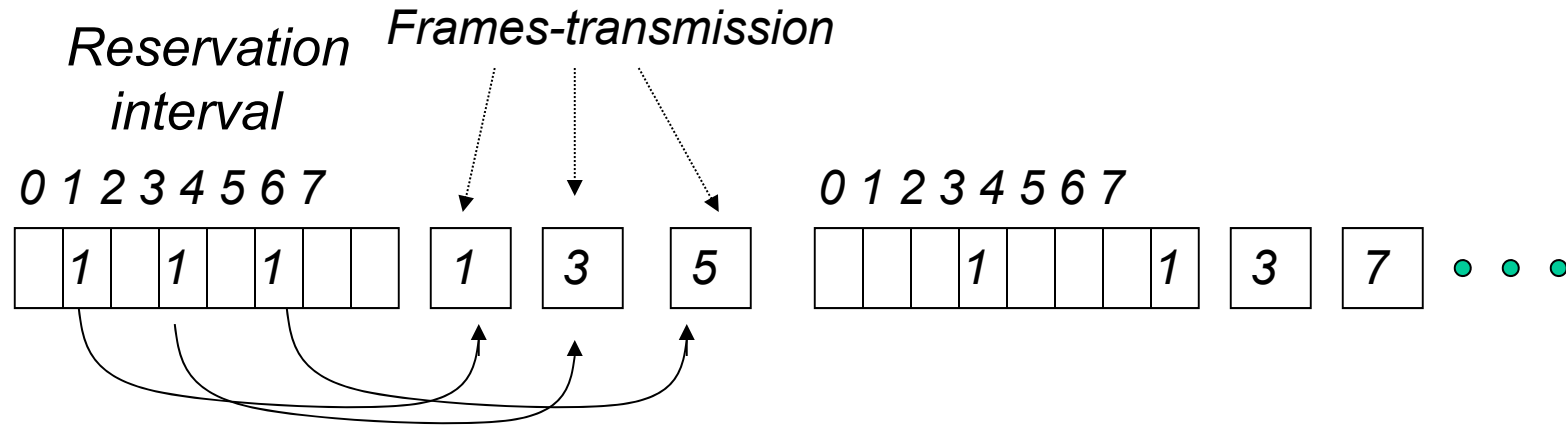 Reservation
interval
Frames-transmission
0 1 2 3 4 5 6 7
0 1 2 3 4 5 6 7
1 1 1 1 3 5 1 1 3 7